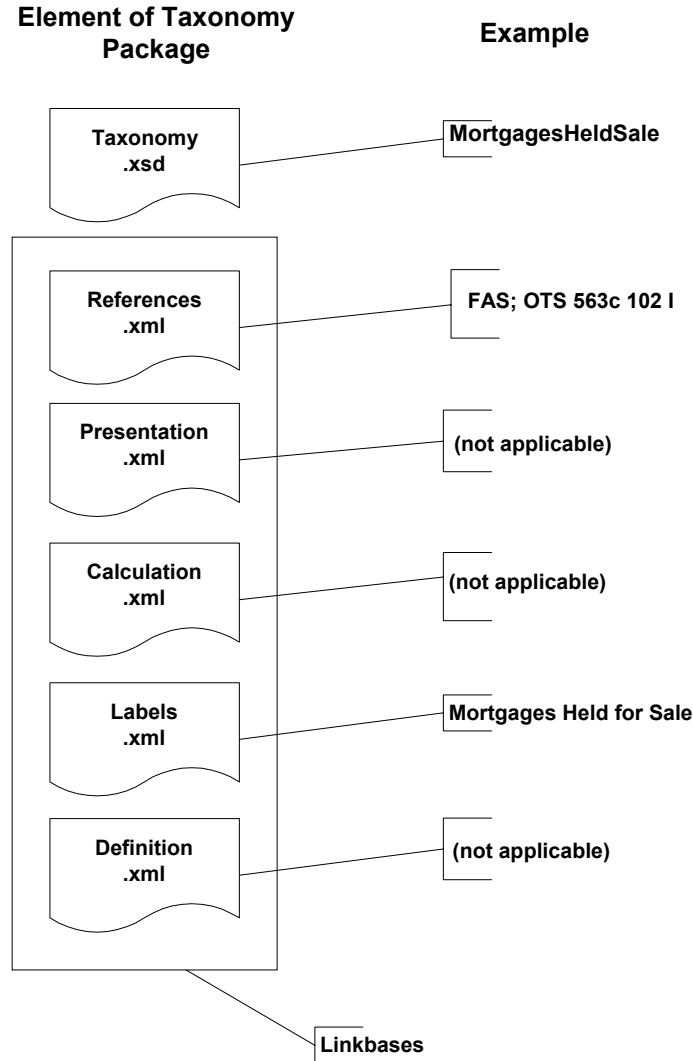 Element of Taxonomy
Package
Example
Taxonomy
.xsd
MortgagesHeldSale
References
.xml
FAS; OTS 563c 102 I
Presentation
.xml
(not applicable)
Calculation
.xml
(not applicable)
Labels
.xml
Mortgages Held for Sale
Definition
.xml
(not applicable)
Linkbases